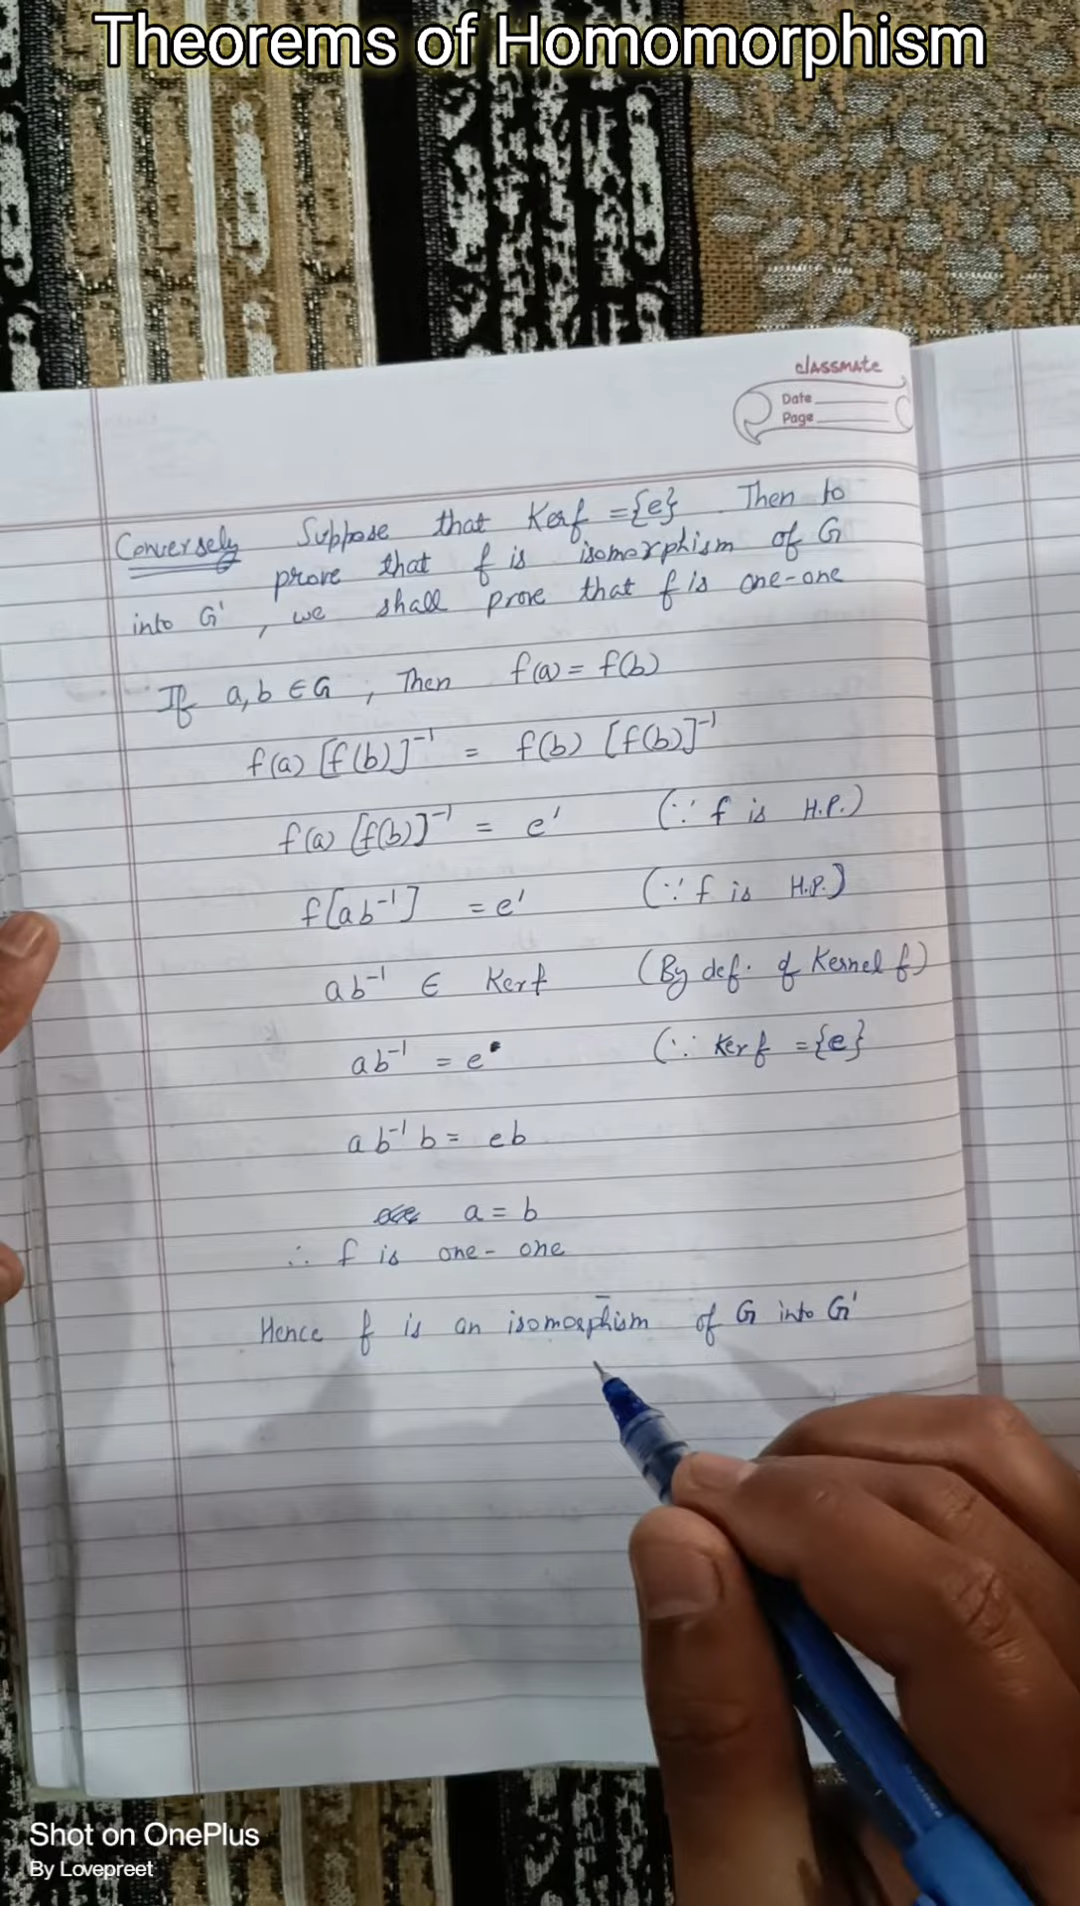 Theorems of Homomorphism
classmate
Date
Page
Conversely Suppose that Kerf = {e} Then to
prove that f is isomorphism of G
into G', we shall prove that f is one-one
If a, b ∈ G, Then f(a) = f(b)
f(a) [f(b)]⁻¹ = f(b) [f(b)]⁻¹
f(a) [f(b)]⁻¹ = e' (∵ f is H.P.)
f[ab⁻¹] = e' (∵ f is H.P.)
ab⁻¹ ∈ Kerf (By def. of Kernel f)
ab⁻¹ = e (∵ Kerf = {e}
ab⁻¹b = eb
a = b
∴ f is one-one
Hence f is an isomorphism of G into G'
Shot on OnePlus
By Lovepreet